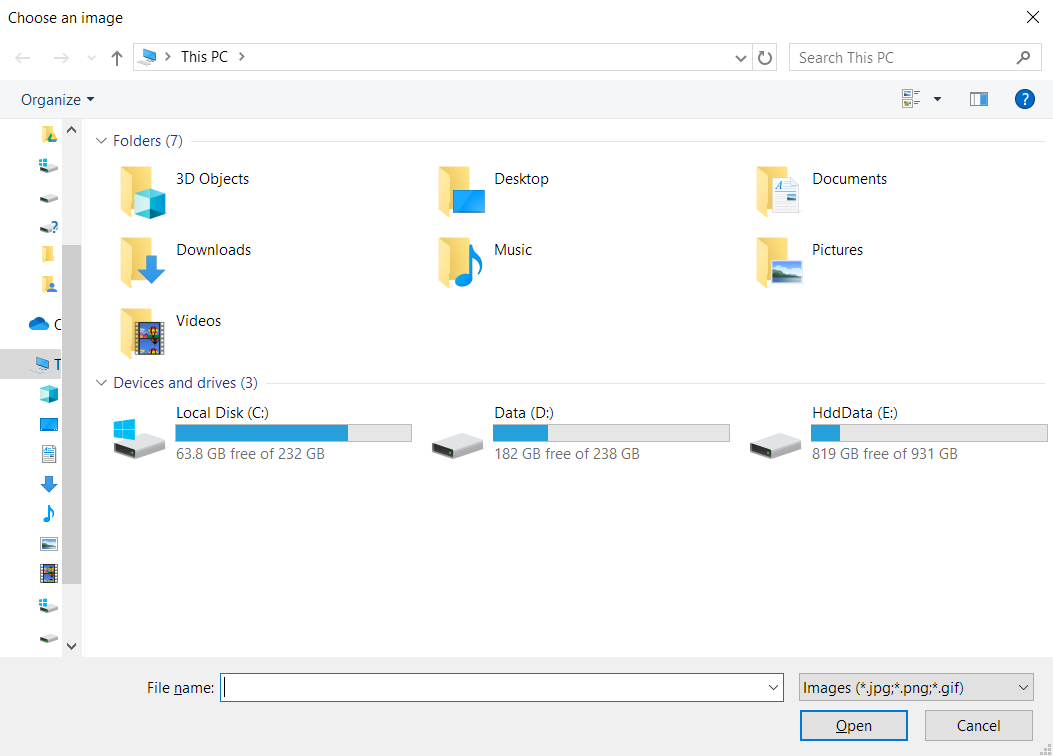 Choose an image
This PC
Search This PC
Organize
?
Folders (7)
3D Objects
Desktop
Documents
Downloads
Music
Pictures
Videos
Devices and drives (3)
Local Disk (C:)
63.8 GB free of 232 GB
Data (D:)
182 GB free of 238 GB
HddData (E:)
819 GB free of 931 GB
File name:
Images (*.jpg;*.png;*.gif)
Open
Cancel